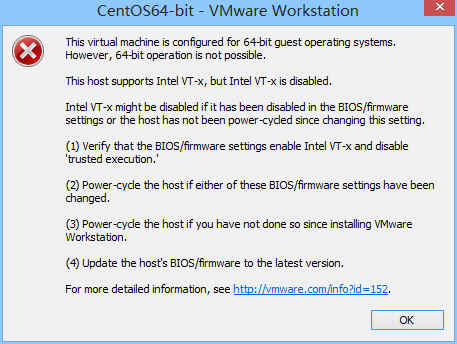 CentOS64-bit - VMware Workstation
This virtual machine is configured for 64-bit guest operating systems.
However, 64-bit operation is not possible.
This host supports Intel VT-x, but Intel VT-x is disabled.
Intel VT-x might be disabled if it has been disabled in the BIOS/firmware
settings or the host has not been power-cycled since changing this setting.
(1) Verify that the BIOS/firmware settings enable Intel VT-x and disable
'trusted execution.'
(2) Power-cycle the host if either of these BIOS/firmware settings have been
changed.
(3) Power-cycle the host if you have not done so since installing VMware
Workstation.
(4) Update the host's BIOS/firmware to the latest version.
For more detailed information, see http://vmware.com/info?id=152.
OK